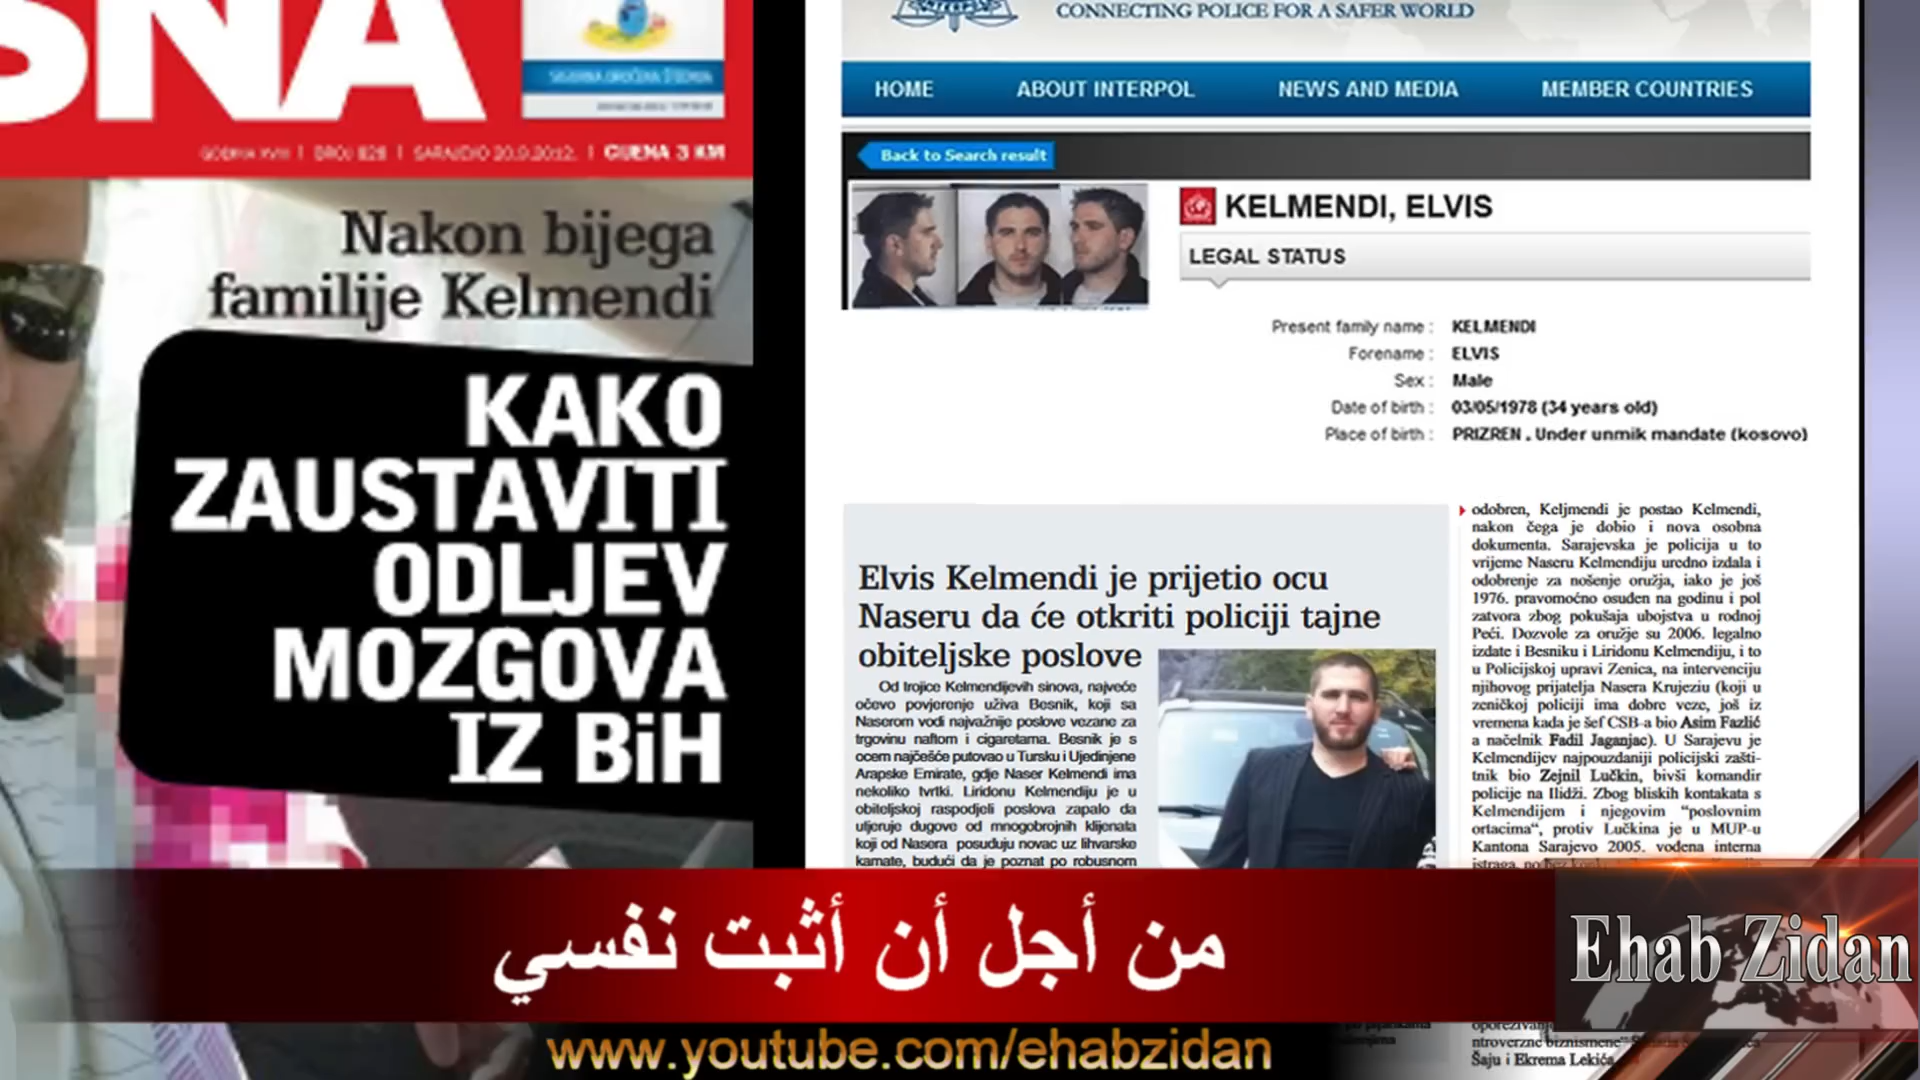 SNA
GODINA XVIII | BROJ 828 | SARAJEVO 20.9.2012. | CIJENA 3 KM
Nakon bijega
familije Kelmendi
KAKO
ZAUSTAVITI
ODLJEV
MOZGOVA
IZ BiH
CONNECTING POLICE FOR A SAFER WORLD
HOME ABOUT INTERPOL NEWS AND MEDIA MEMBER COUNTRIES
Back to Search result
KELMENDI, ELVIS
LEGAL STATUS
Present family name : KELMENDI
Forename : ELVIS
Sex : Male
Date of birth : 03/05/1978 (34 years old)
Place of birth : PRIZREN , Under unmik mandate (kosovo)
Elvis Kelmendi je prijetio ocu
Naseru da će otkriti policiji tajne
obiteljske poslove
Od trojice Kelmendijevih sinova, najveće
očevo povjerenje uživa Besnik, koji sa
Naserom vodi najvažnije poslove vezane za
trgovinu naftom i cigaretama. Besnik je s
ocem najčešće putovao u Tursku i Ujedinjene
Arapske Emirate, gdje Naser Kelmendi ima
nekoliko tvrtki. Liridonu Kelmendiju je u
obiteljskoj raspodjeli poslova zapalo da
utjeruje dugove od mnogobrojnih klijenata
koji od Nasera posuđuju novac uz lihvarske
kamate, budući da je poznat po robusnom
odobren, Keljmendi je postao Kelmendi,
nakon čega je dobio i nova osobna
dokumenta. Sarajevska je policija u to
vrijeme Naseru Kelmendiju uredno izdala i
odobrenje za nošenje oružja, iako je još
1976. pravomoćno osuđen na godinu i pol
zatvora zbog pokušaja ubojstva u rodnoj
Peći. Dozvole za oružje su 2006. legalno
izdate i Besniku i Liridonu Kelmendiju, i to
u Policijskoj upravi Zenica, na intervenciju
njihovog prijatelja Nasera Krujeziu (koji u
zeničkoj policiji ima dobre veze, još iz
vremena kada je šef CSB-a bio Asim Fazlić
a načelnik Fadil Jaganjac). U Sarajevu je
Kelmendijev najpouzdaniji policijski zašti-
tnik bio Zejnil Lučkin, bivši komandir
policije na Ilidži. Zbog bliskih kontakata s
Kelmendijem i njegovim “poslovnim
ortacima“, protiv Lučkina je u MUP-u
Kantona Sarajevo 2005. vođena interna
istraga,
ntroverzne biznismene”
Šaju i Ekrema Lekića,
من أجل أن أثبت نفسي
Ehab Zidan
www.youtube.com/ehabzidan